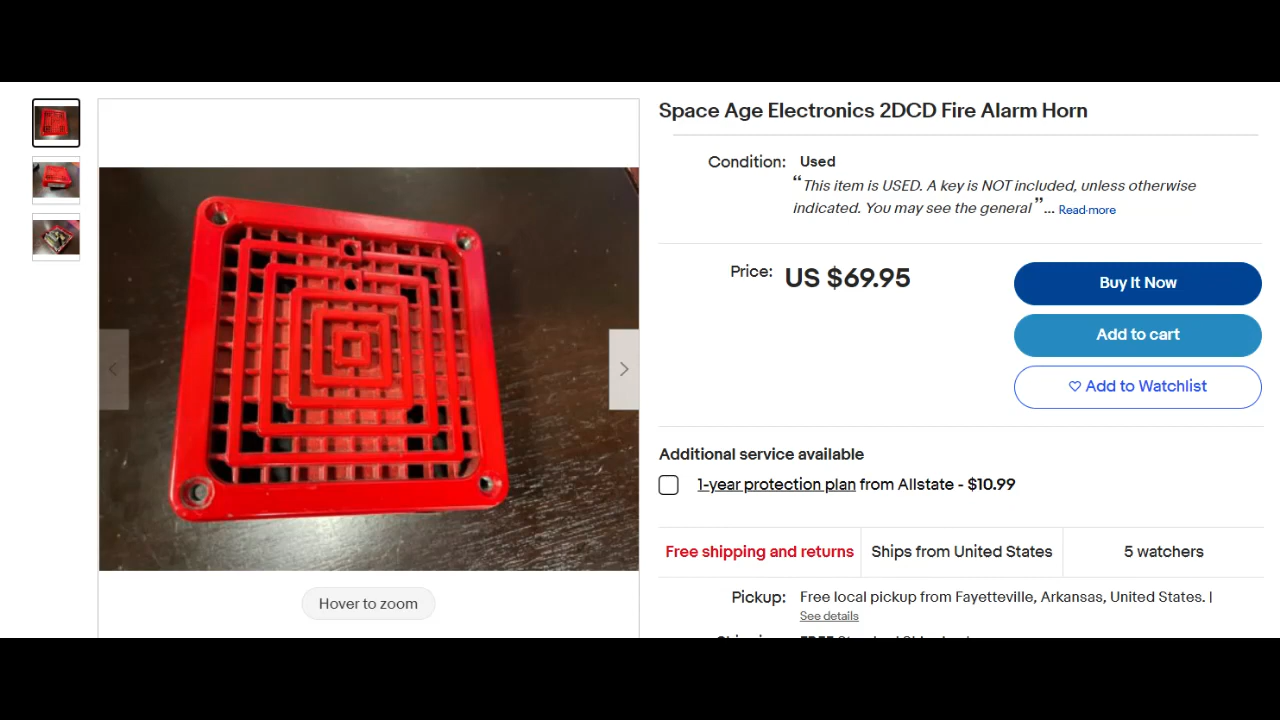 Space Age Electronics 2DCD Fire Alarm Horn
Condition: Used
“This item is USED. A key is NOT included, unless otherwise
indicated. You may see the general ”... Read more
Price: US $69.95
Buy It Now
Add to cart
Add to Watchlist
Additional service available
1-year protection plan from Allstate - $10.99
Free shipping and returns
Ships from United States
5 watchers
Pickup: Free local pickup from Fayetteville, Arkansas, United States. |
See details
Hover to zoom